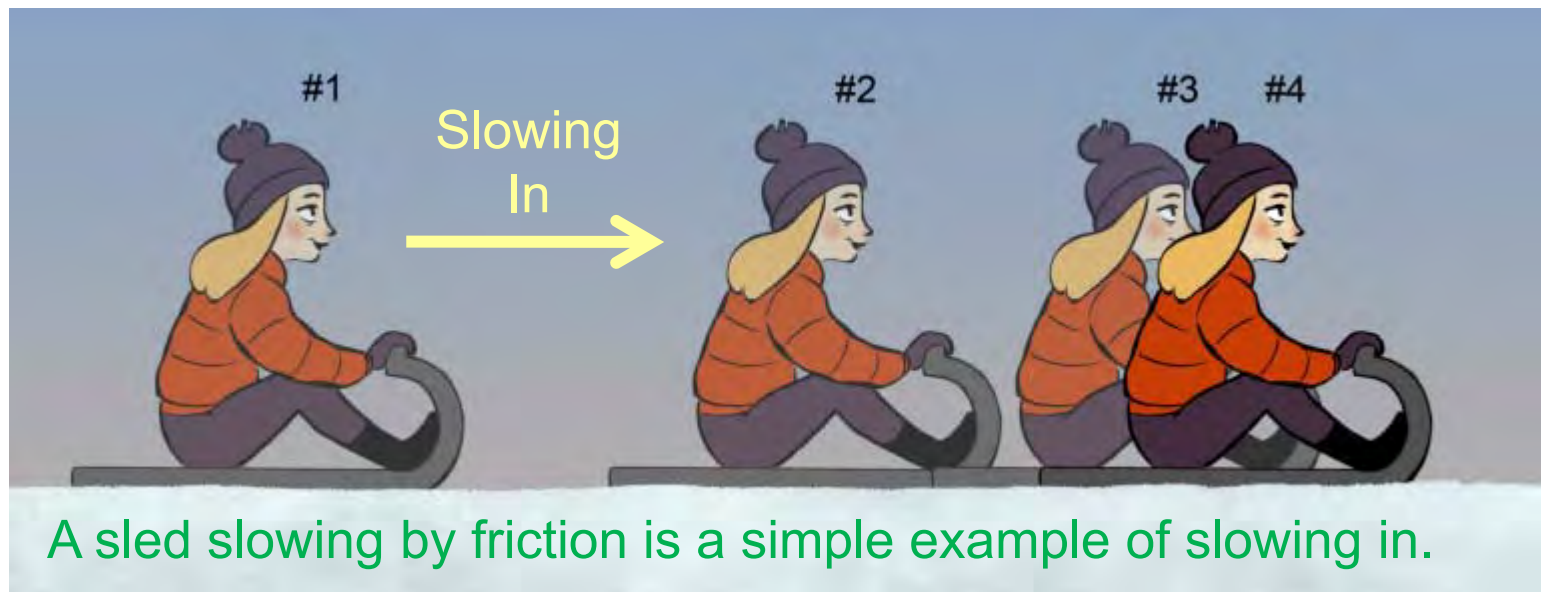 #1
Slowing
In
#2
#3
#4
A sled slowing by friction is a simple example of slowing in.